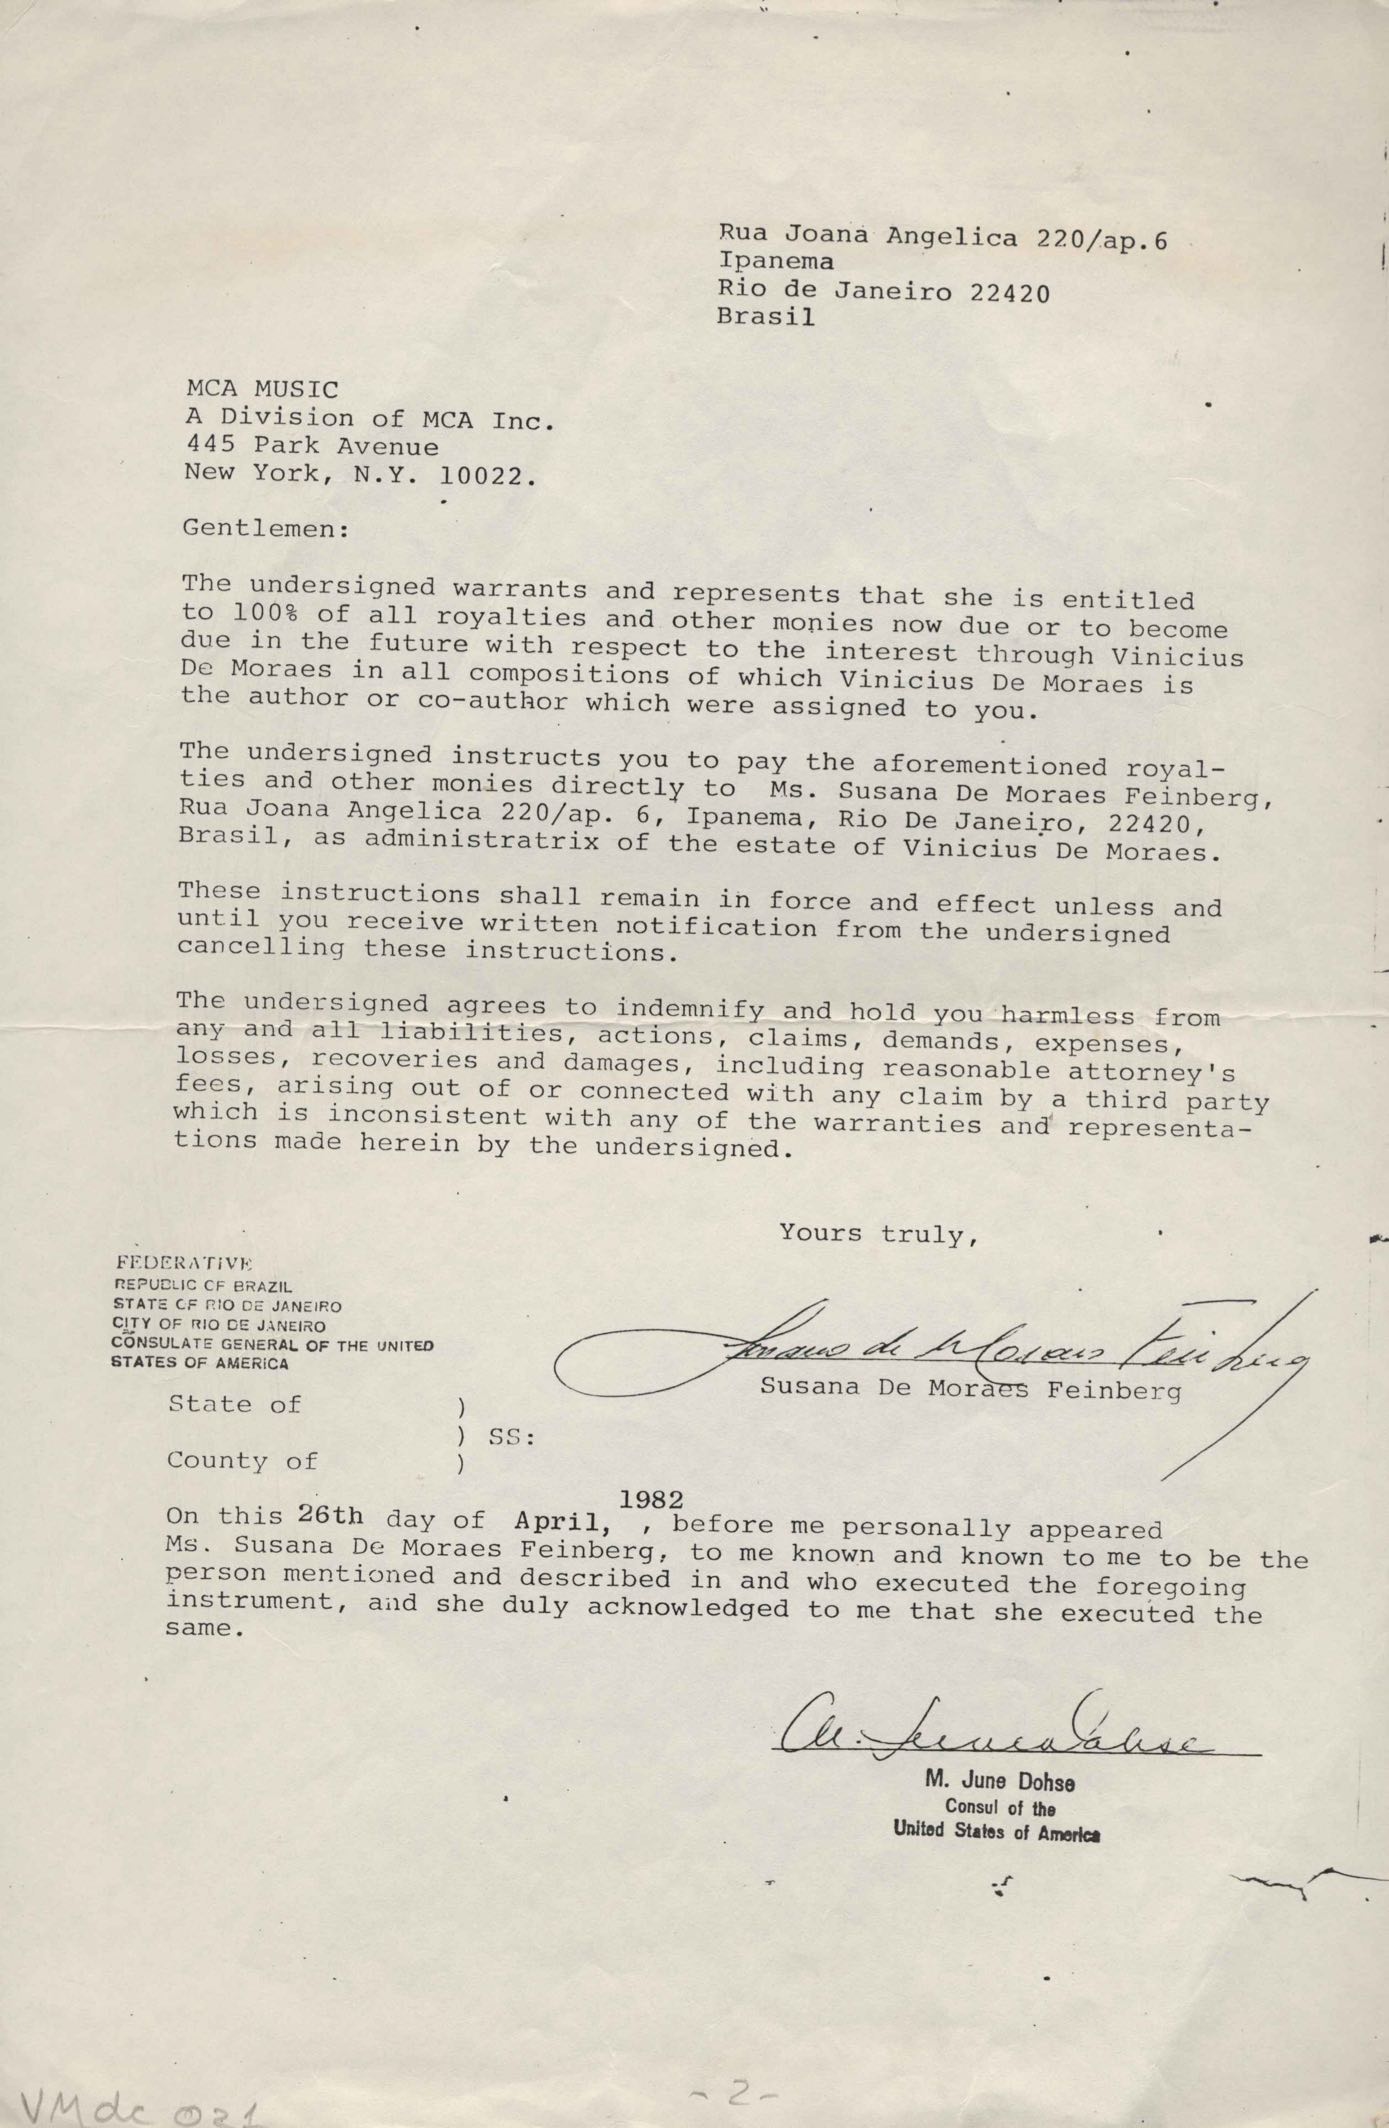 Rua Joana Angelica 220/ap.6
Ipanema
Rio de Janeiro 22420
Brasil
MCA MUSIC
A Division of MCA Inc.
445 Park Avenue
New York, N.Y. 10022.
Gentlemen:
The undersigned warrants and represents that she is entitled
to 100% of all royalties and other monies now due or to become
due in the future with respect to the interest through Vinicius
De Moraes in all compositions of which Vinicius De Moraes is
the author or co-author which were assigned to you.
The undersigned instructs you to pay the aforementioned royal-
ties and other monies directly to Ms. Susana De Moraes Feinberg,
Rua Joana Angelica 220/ap. 6, Ipanema, Rio De Janeiro, 22420,
Brasil, as administratrix of the estate of Vinicius De Moraes.
These instructions shall remain in force and effect unless and
until you receive written notification from the undersigned
cancelling these instructions.
The undersigned agrees to indemnify and hold you harmless from
any and all liabilities, actions, claims, demands, expenses,
losses, recoveries and damages, including reasonable attorney's
fees, arising out of or connected with any claim by a third party
which is inconsistent with any of the warranties and representa-
tions made herein by the undersigned.
Yours truly,
Susana de Moraes Feinberg
Susana De Moraes Feinberg
FEDERATIVE
REPUBLIC OF BRAZIL
STATE OF RIO DE JANEIRO
CITY OF RIO DE JANEIRO
CONSULATE GENERAL OF THE UNITED
STATES OF AMERICA
State of )
) SS:
County of )
1982
On this 26th day of April, , before me personally appeared
Ms. Susana De Moraes Feinberg, to me known and known to me to be the
person mentioned and described in and who executed the foregoing
instrument, and she duly acknowledged to me that she executed the
same.
M. June Dohse
M. June Dohse
Consul of the
United States of America
- 2 -
VMdc 021